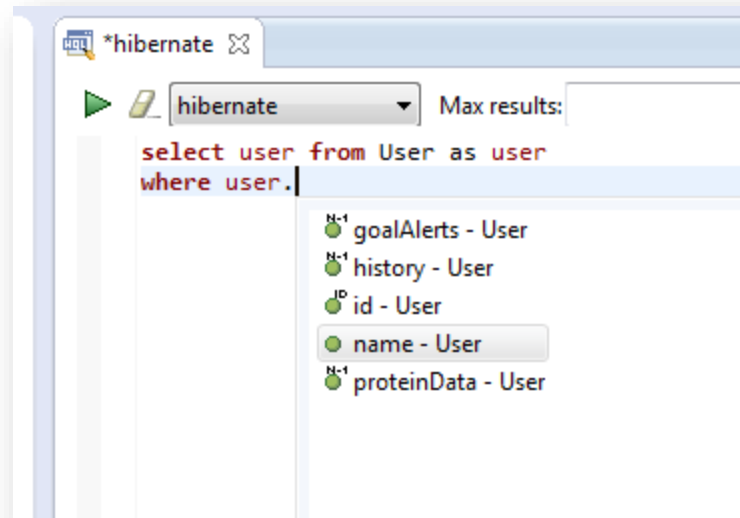 HQL *hibernate
hibernate Max results:
select user from User as user
where user.
N-1 goalAlerts - User
N-1 history - User
ID id - User
name - User
N-1 proteinData - User